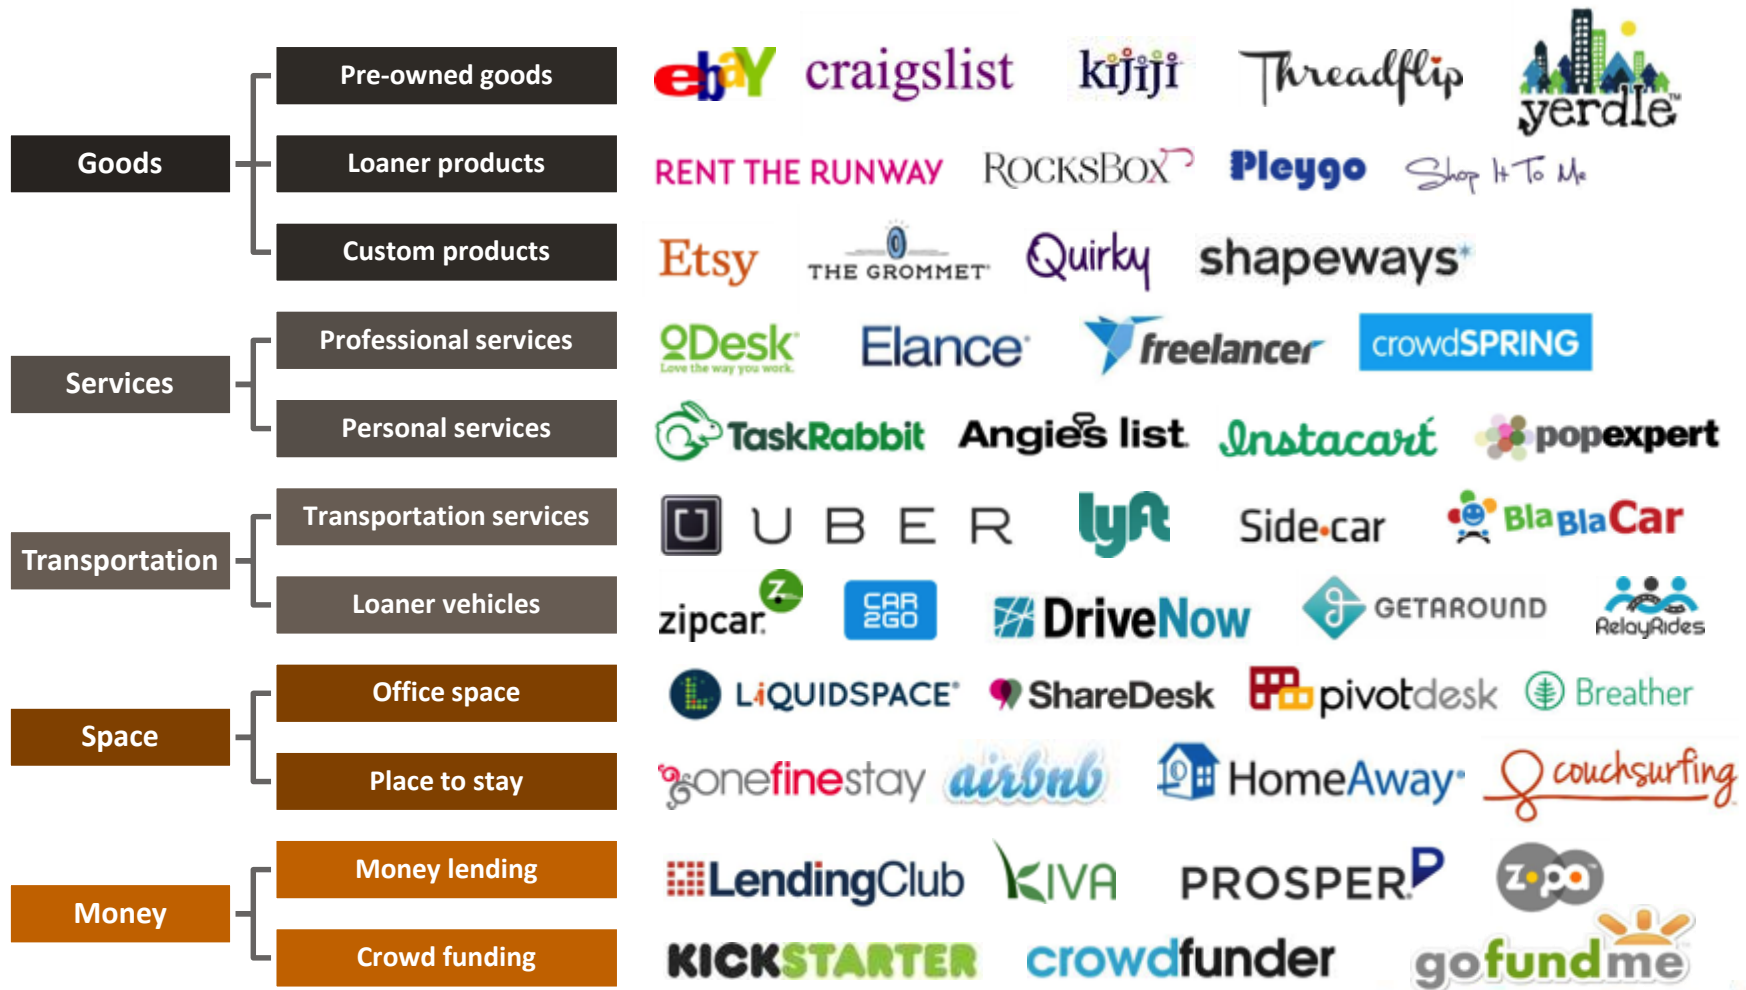 Goods
Pre-owned goods
ebaY craigslist kijiji Threadflip yerdle™
Loaner products
RENT THE RUNWAY ROCKSBOX Pleygo Shop It To Me
Custom products
Etsy THE GROMMET Quirky shapeways
Services
Professional services
oDesk Elance freelancer crowdSPRING
Love the way you work.
Personal services
TaskRabbit Angie's list Instacart popexpert
Transportation
Transportation services
U UBER lyft Side.car BlaBlaCar
Loaner vehicles
zipcar Z CAR2GO DriveNow GETAROUND RelayRides
Space
Office space
L LiQUIDSPACE ShareDesk pivotdesk Breather
Place to stay
onefinestay airbnb HomeAway couchsurfing
Money
Money lending
LendingClub KIVA PROSPER Zopa
Crowd funding
KICKSTARTER crowdfunder gofundme